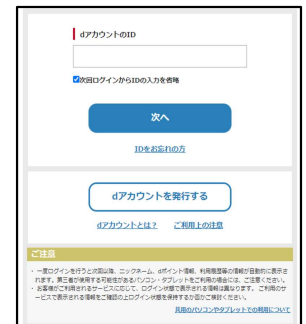 dアカウントのID
次回ログインからIDの入力を省略
次へ
IDをお忘れの方
dアカウントを発行する
dアカウントとは？ ご利用上の注意
ご注意
・ 一度ログインを行うと次回以降、ニックネーム、dポイント情報、利用履歴等の情報が自動的に表示さ
れます。第三者が使用する可能性があるパソコン・タブレットをご利用の場合には、ご注意ください。
・ お客様がご利用されるサービスに応じて、ログイン状態で表示される情報は異なります。 ご利用のサ
ービスで表示される情報をご確認の上ログイン状態を保持するか否かご検討ください。
共用のパソコンやタブレットでの利用について